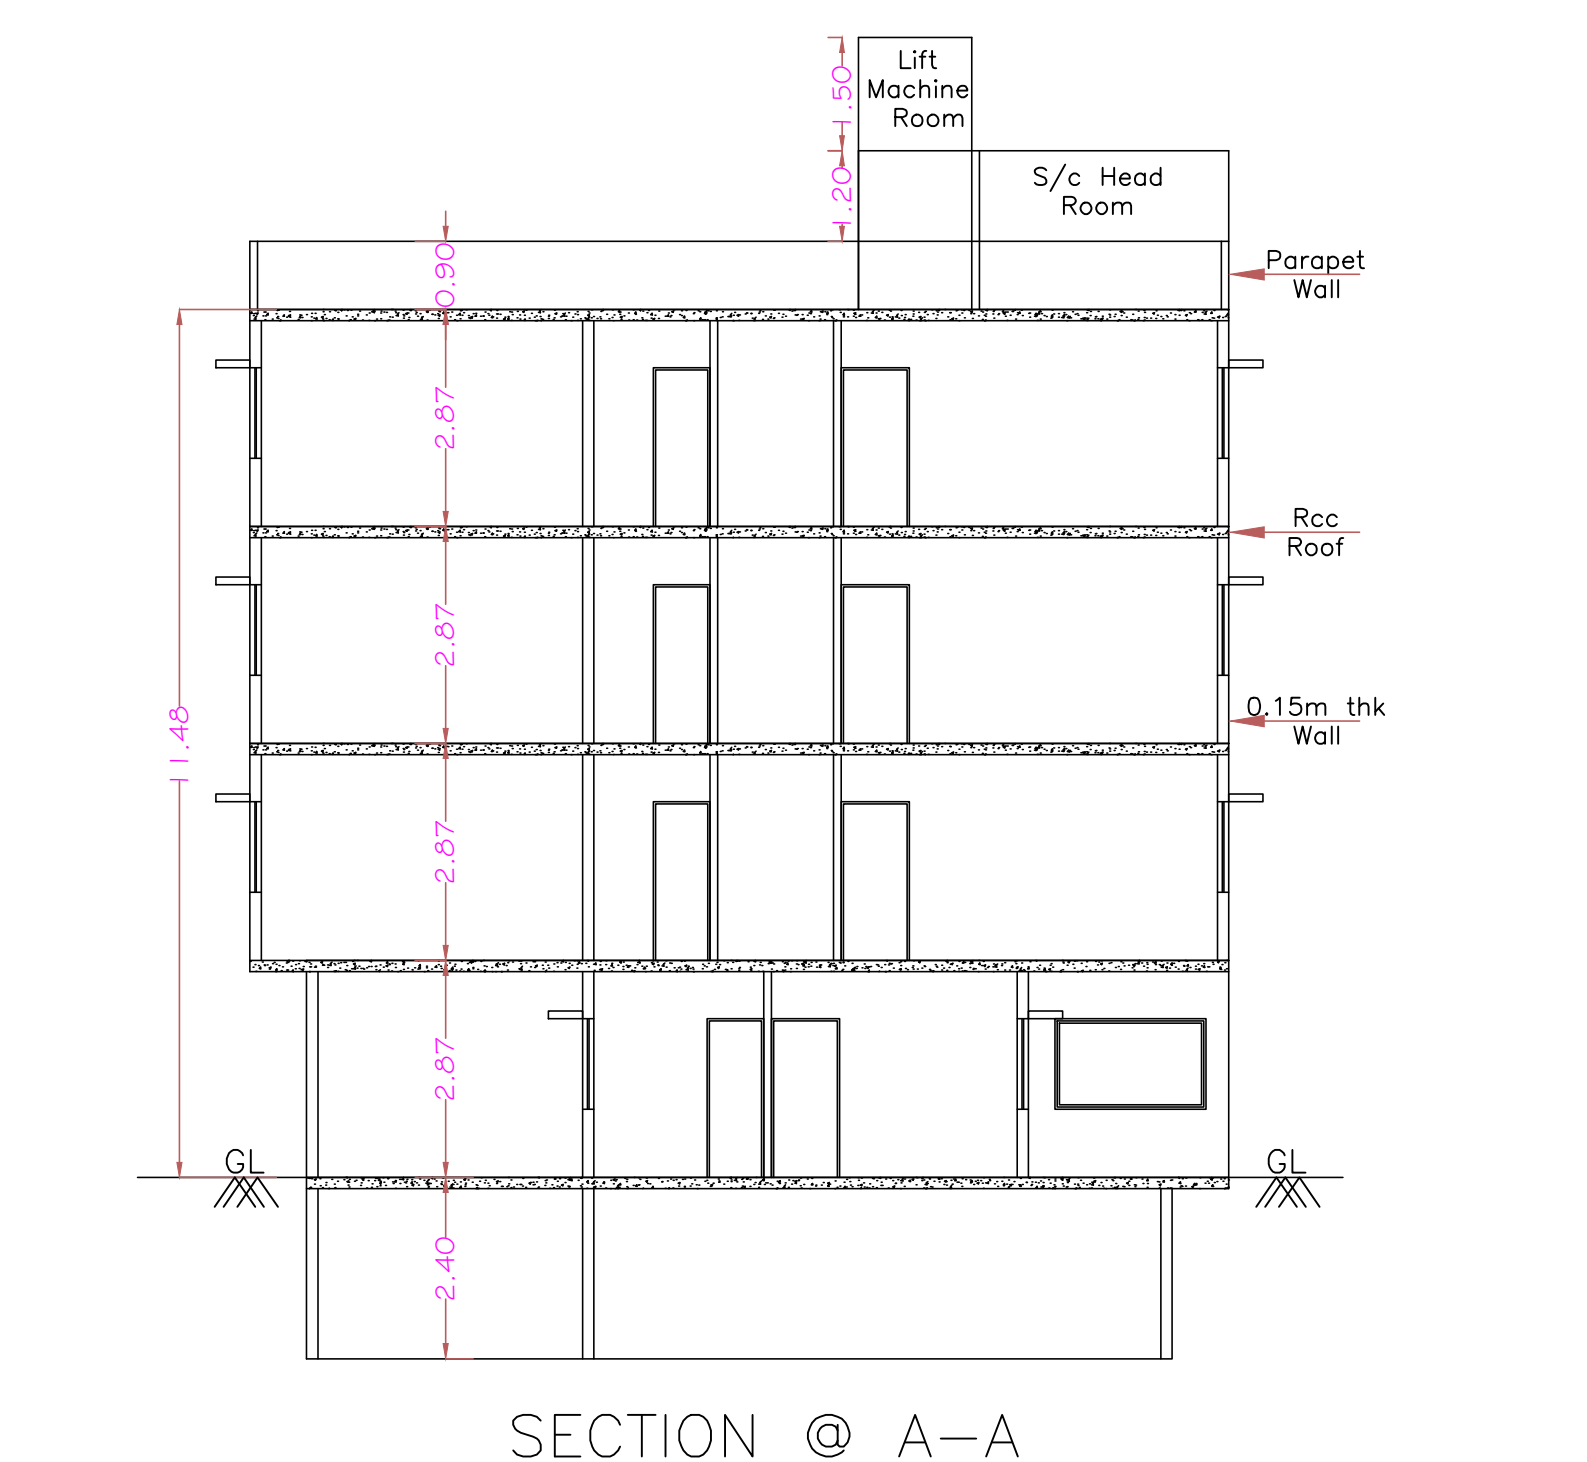 Lift
Machine
Room
1.50
S/c Head
Room
1.20
0.90
Parapet
Wall
2.87
Rcc
Roof
2.87
11.48
0.15m thk
Wall
2.87
2.87
GL
GL
2.40
SECTION @ A-A